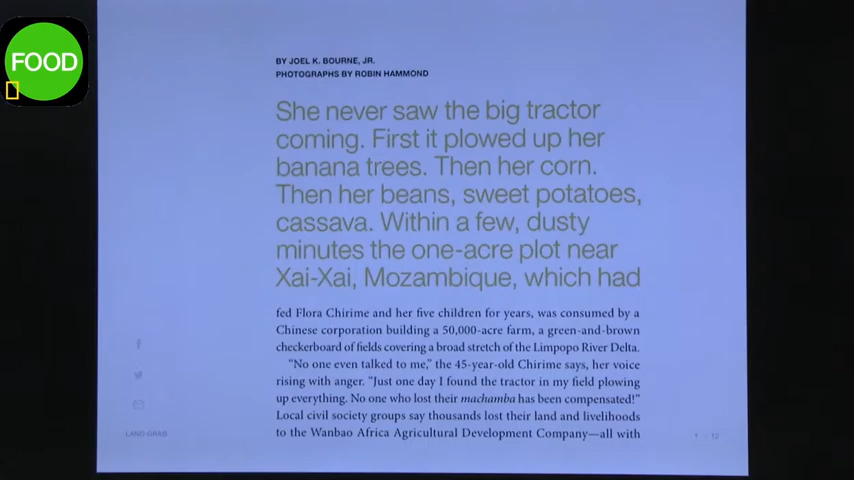 FOOD
BY JOEL K. BOURNE, JR.
PHOTOGRAPHS BY ROBIN HAMMOND
She never saw the big tractor
coming. First it plowed up her
banana trees. Then her corn.
Then her beans, sweet potatoes,
cassava. Within a few, dusty
minutes the one-acre plot near
Xai-Xai, Mozambique, which had
fed Flora Chirime and her five children for years, was consumed by a
Chinese corporation building a 50,000-acre farm, a green-and-brown
checkerboard of fields covering a broad stretch of the Limpopo River Delta.
"No one even talked to me," the 45-year-old Chirime says, her voice
rising with anger. "Just one day I found the tractor in my field plowing
up everything. No one who lost their machamba has been compensated!"
Local civil society groups say thousands lost their land and livelihoods
to the Wanbao Africa Agricultural Development Company—all with
LAND GRAB
12